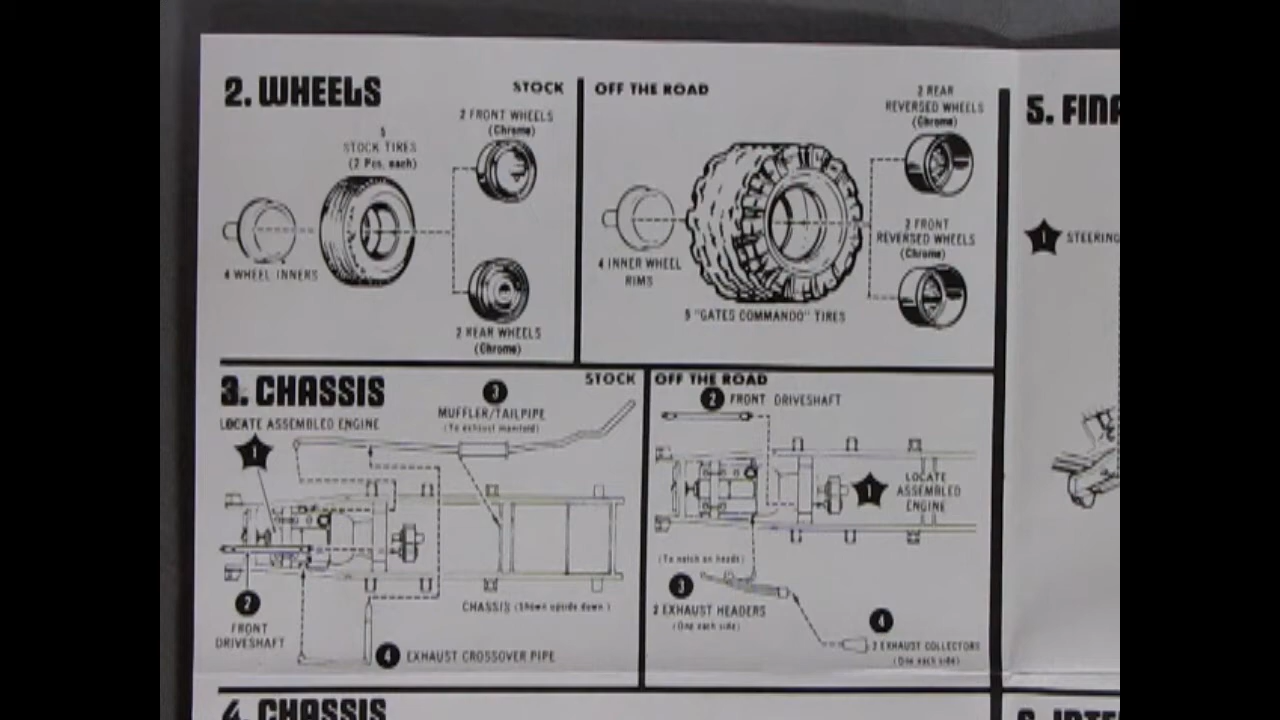 2. WHEELS
STOCK
5
STOCK TIRES
(2 Pcs. each)
2 FRONT WHEELS
(Chrome)
4 WHEEL INNERS
2 REAR WHEELS
(Chrome)
OFF THE ROAD
2 REAR
REVERSED WHEELS
(Chrome)
2 FRONT
REVERSED WHEELS
(Chrome)
4 INNER WHEEL
RIMS
5 "GATES COMMANDO" TIRES
3. CHASSIS
STOCK
LOCATE ASSEMBLED ENGINE
1
3
MUFFLER/TAILPIPE
(To exhaust manifold)
2
FRONT
DRIVESHAFT
CHASSIS (Shown upside down.)
4 EXHAUST CROSSOVER PIPE
OFF THE ROAD
2 FRONT DRIVESHAFT
1
LOCATE
ASSEMBLED
ENGINE
(To notch on heads)
3
2 EXHAUST HEADERS
(One each side)
4
2 EXHAUST COLLECTORS
(One each side)
4. CHASSIS
5. FINA
1 STEERING